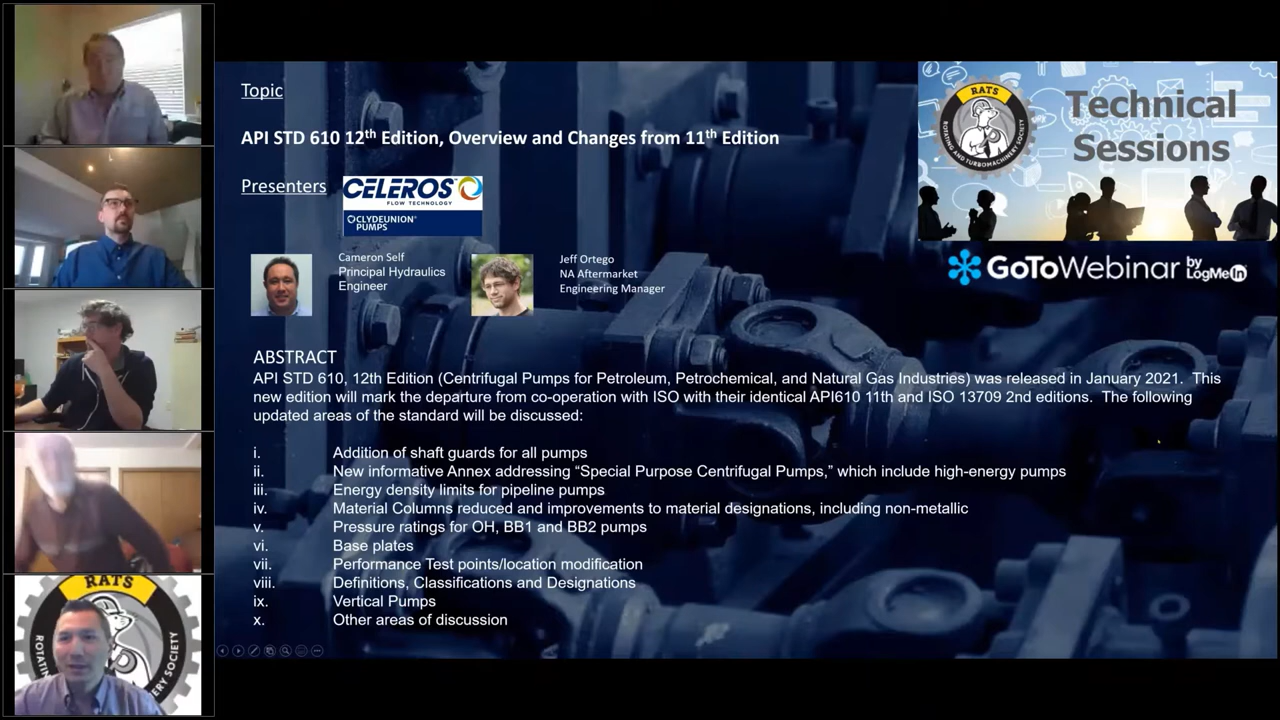 Topic
API STD 610 12th Edition, Overview and Changes from 11th Edition
Presenters
CELEROS
FLOW TECHNOLOGY
CLYDEUNION
PUMPS
Cameron Self
Principal Hydraulics
Engineer
Jeff Ortego
NA Aftermarket
Engineering Manager
RATS
ROTATING AND TURBOMACHINERY SOCIETY
Technical
Sessions
GoToWebinar by LogMeIn
ABSTRACT
API STD 610, 12th Edition (Centrifugal Pumps for Petroleum, Petrochemical, and Natural Gas Industries) was released in January 2021. This
new edition will mark the departure from co-operation with ISO with their identical API610 11th and ISO 13709 2nd editions. The following
updated areas of the standard will be discussed:
i. Addition of shaft guards for all pumps
ii. New informative Annex addressing “Special Purpose Centrifugal Pumps,” which include high-energy pumps
iii. Energy density limits for pipeline pumps
iv. Material Columns reduced and improvements to material designations, including non-metallic
v. Pressure ratings for OH, BB1 and BB2 pumps
vi. Base plates
vii. Performance Test points/location modification
viii. Definitions, Classifications and Designations
ix. Vertical Pumps
x. Other areas of discussion
RATS
ROTATING
SOCIETY